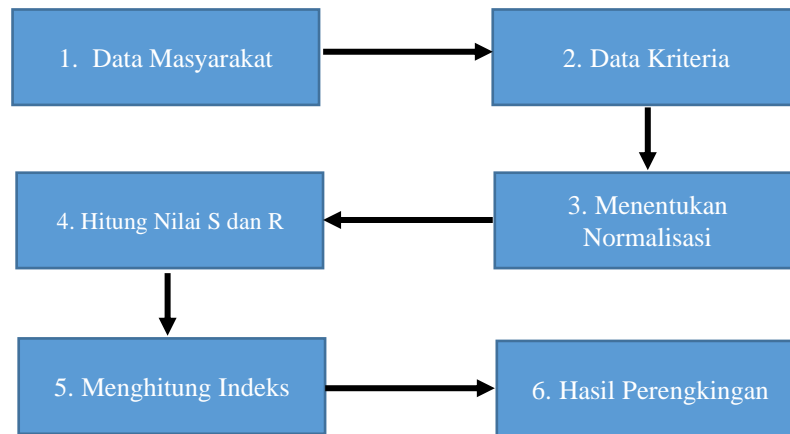 1. Data Masyarakat
2. Data Kriteria
3. Menentukan
Normalisasi
4. Hitung Nilai S dan R
5. Menghitung Indeks
6. Hasil Perengkingan